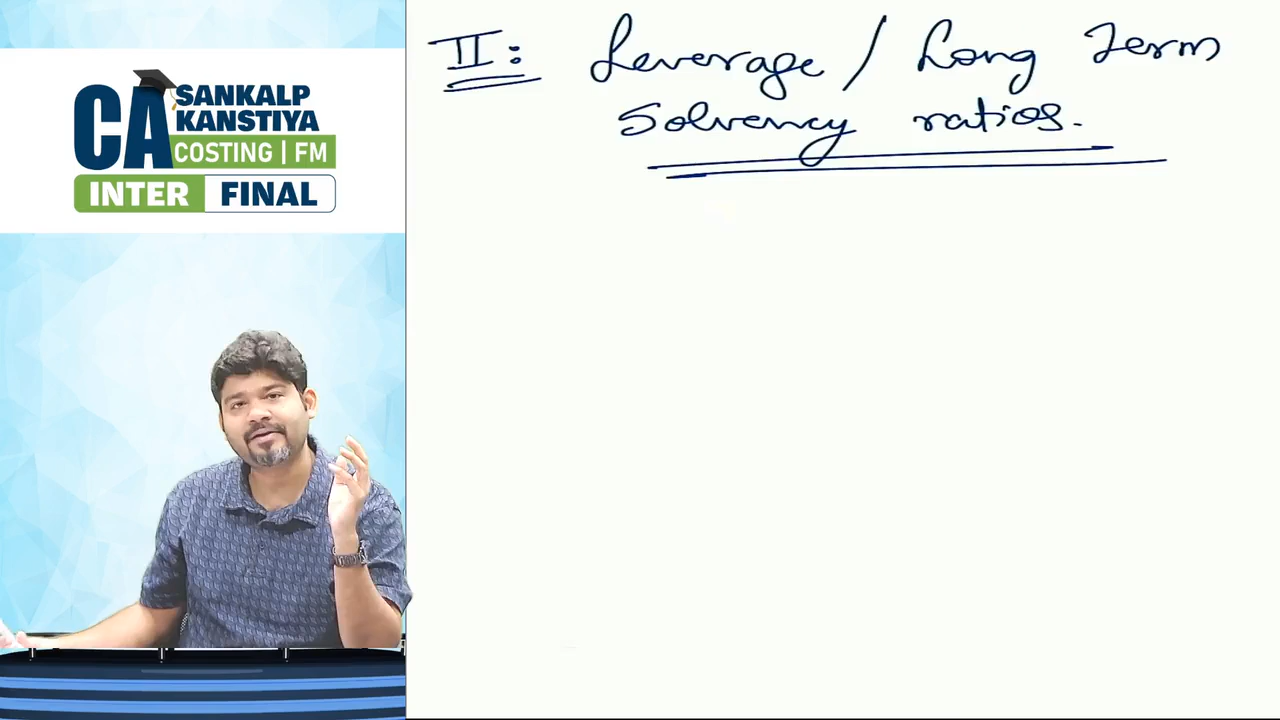 CA SANKALP
KANSTIYA
COSTING | FM
INTER FINAL
II: Leverage / Long Term
Solvency ratios.